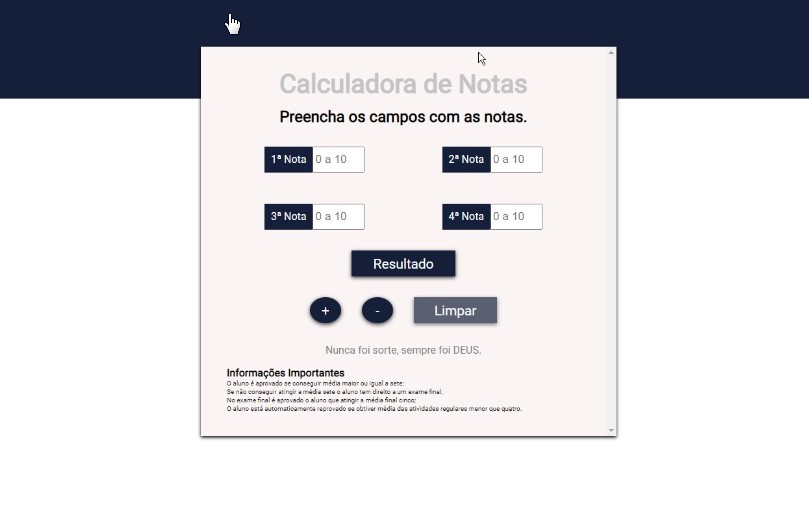 Calculadora de Notas
Preencha os campos com as notas.
1ª Nota 0 a 10 2ª Nota 0 a 10
3ª Nota 0 a 10 4ª Nota 0 a 10
Resultado
+ - Limpar
Nunca foi sorte, sempre foi DEUS.
Informações Importantes
O aluno é aprovado se conseguir média maior ou igual a sete;
Se não conseguir atingir a média sete o aluno tem direito a um exame final;
No exame final é aprovado o aluno que atingir a média final cinco;
O aluno está automaticamente reprovado se obtiver média das atividades regulares menor que quatro.